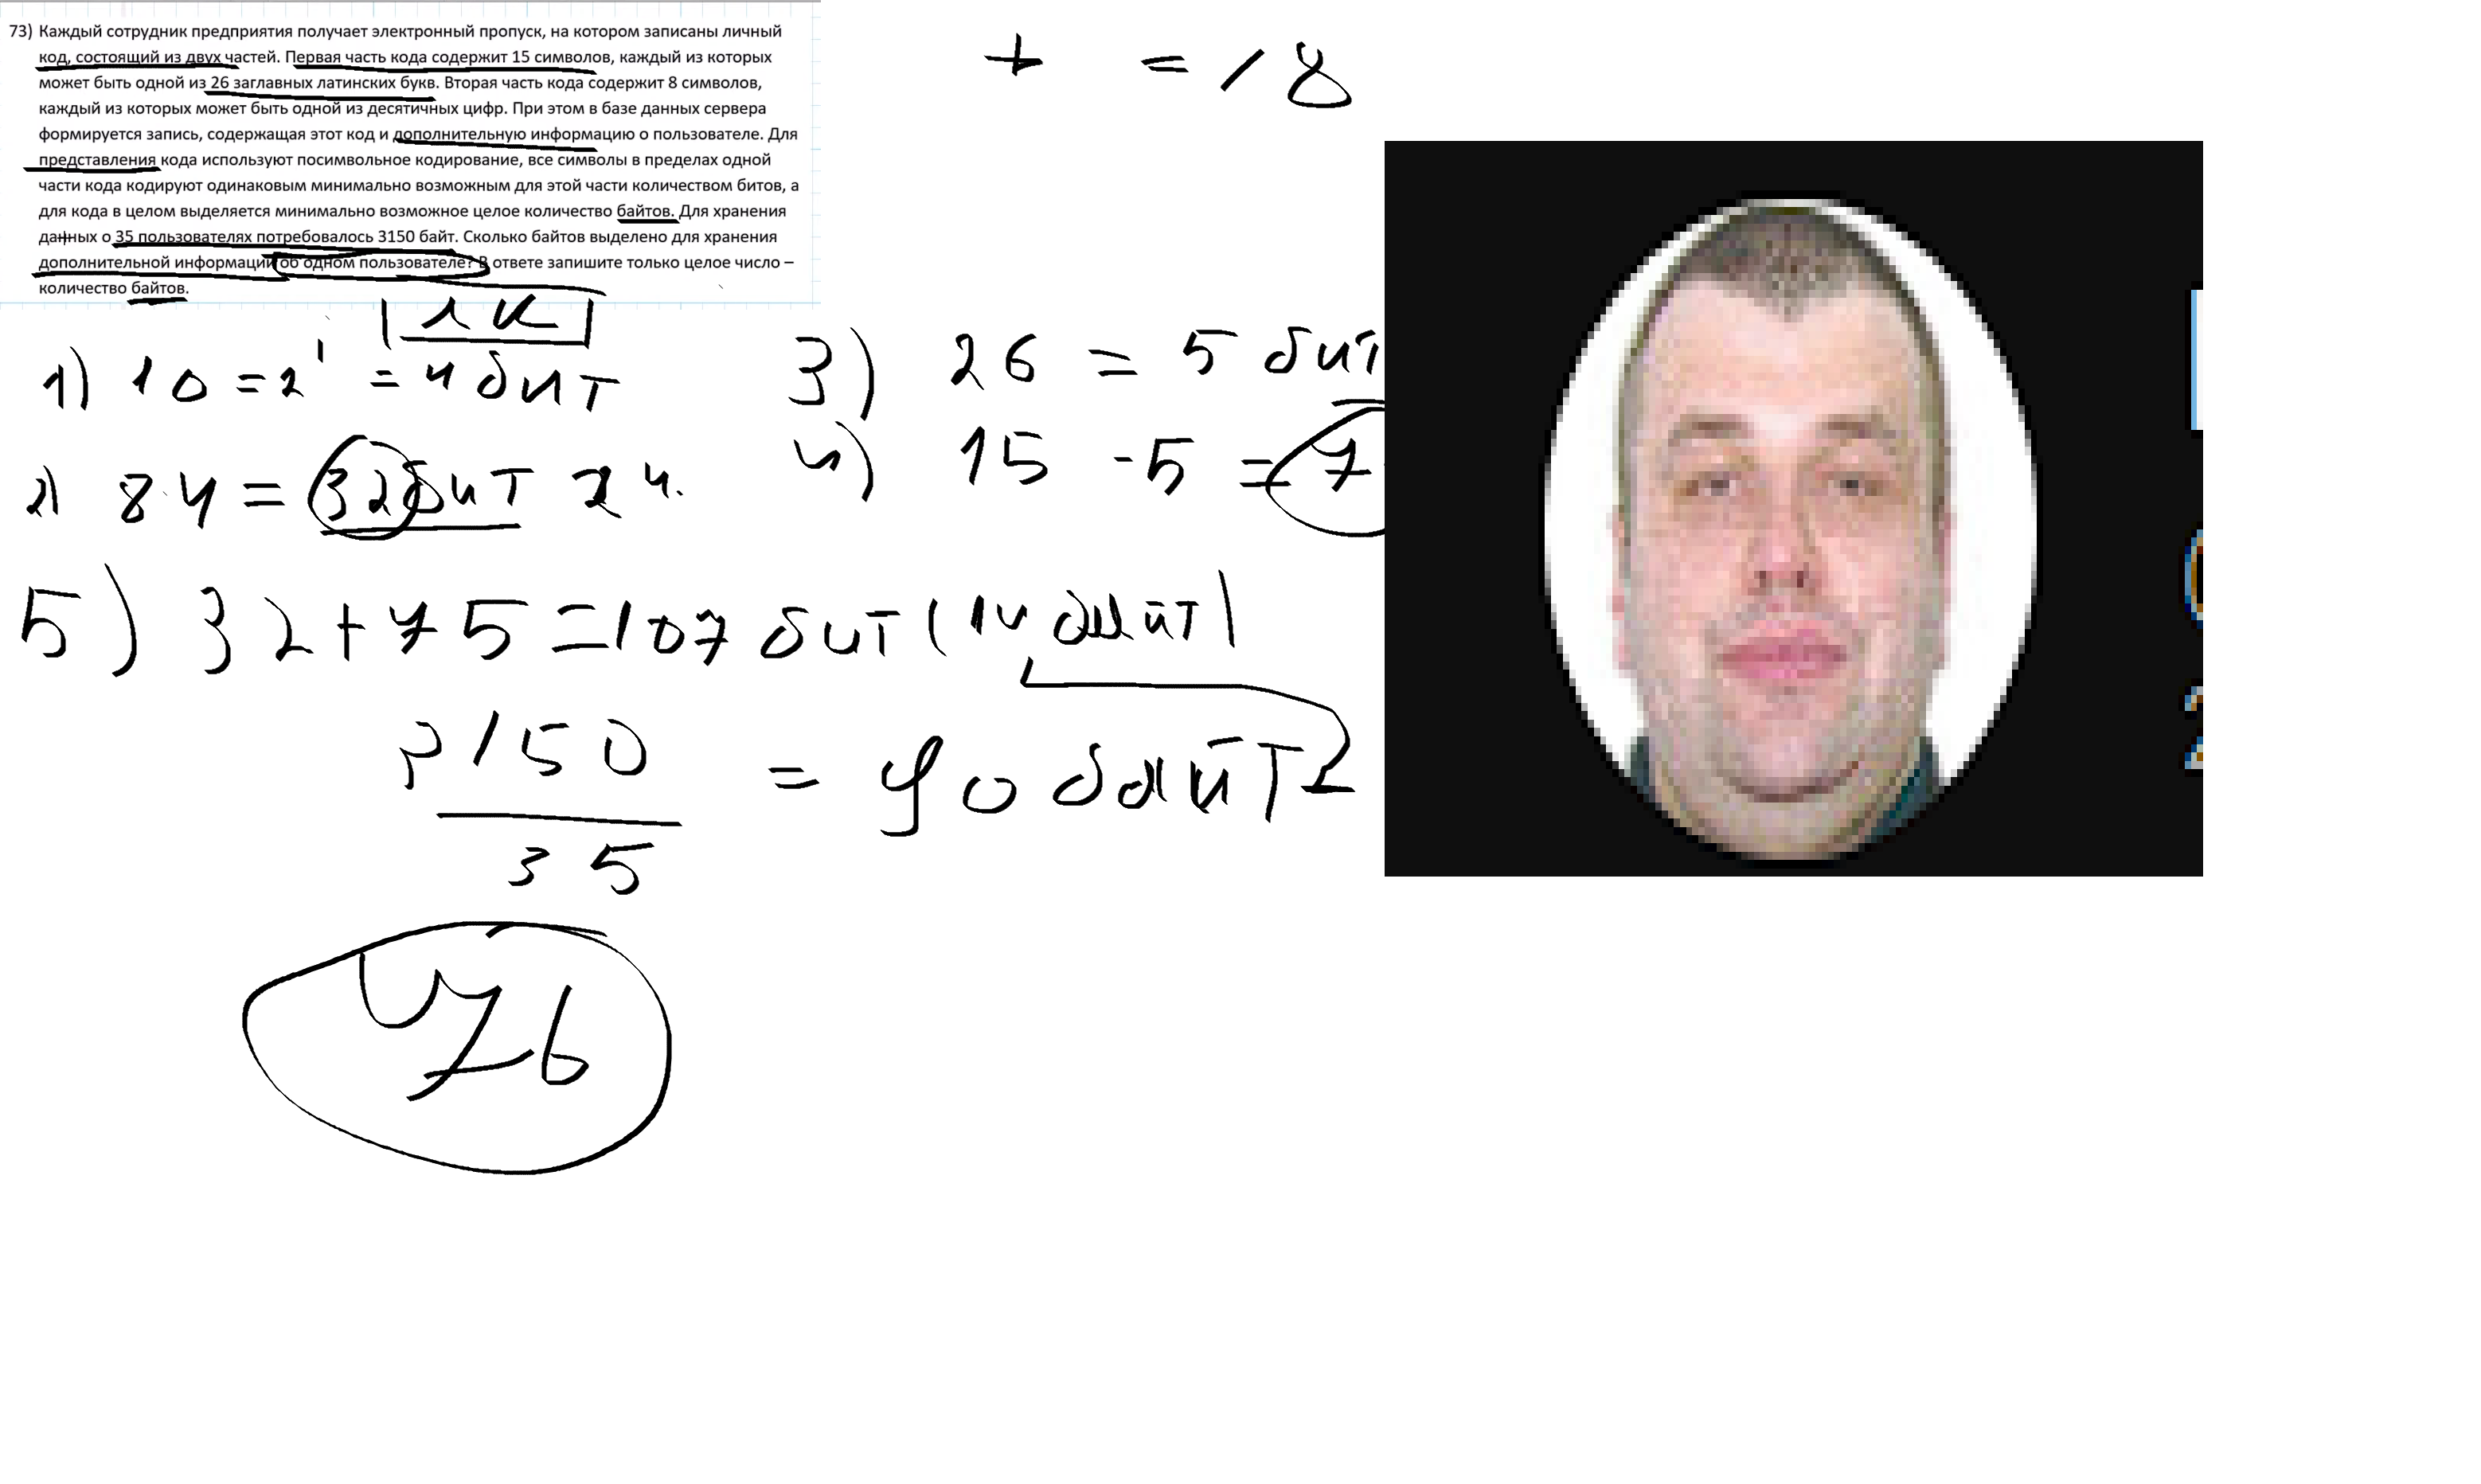 73) Каждый сотрудник предприятия получает электронный пропуск, на котором записаны личный
код, состоящий из двух частей. Первая часть кода содержит 15 символов, каждый из которых
может быть одной из 26 заглавных латинских букв. Вторая часть кода содержит 8 символов,
каждый из которых может быть одной из десятичных цифр. При этом в базе данных сервера
формируется запись, содержащая этот код и дополнительную информацию о пользователе. Для
представления кода используют посимвольное кодирование, все символы в пределах одной
части кода кодируют одинаковым минимально возможным для этой части количеством битов, а
для кода в целом выделяется минимально возможное целое количество байтов. Для хранения
данных о 35 пользователях потребовалось 3150 байт. Сколько байтов выделено для хранения
дополнительной информации об одном пользователе? В ответе запишите только целое число –
количество байтов.
+ = 18
1) 10 = 2 = 4 бит
3) 26 = 5 бит
2) 8 4 = 32 бит 2 ч.
4) 15 - 5 = 7
5) 32 + 75 = 107 бит (14 байт)
3150
= 90 байт
35
76